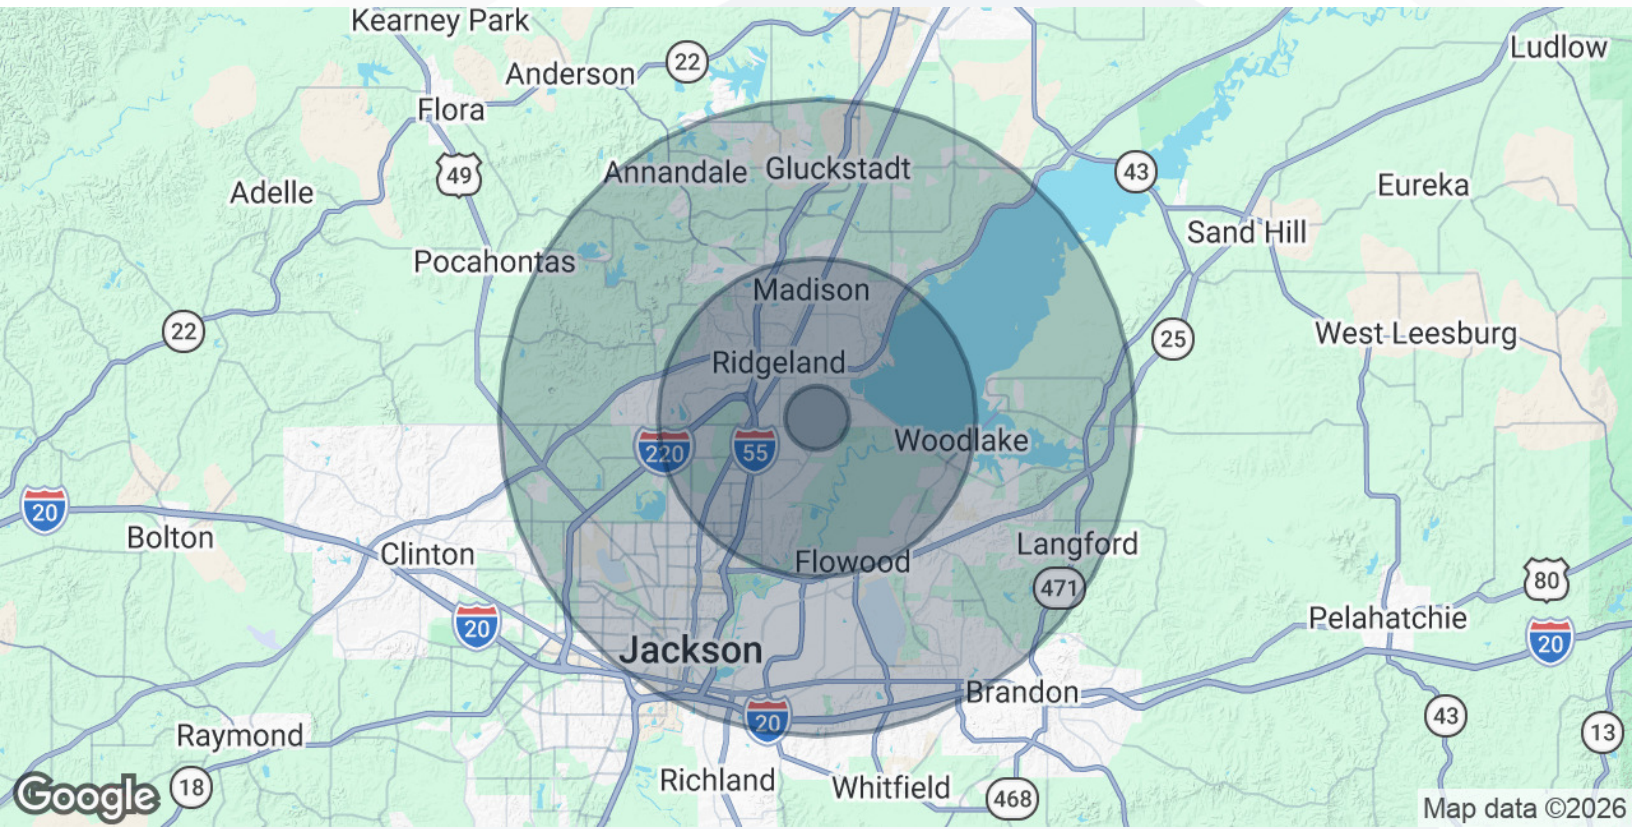 Kearney Park
Ludlow
22
Anderson
Flora
49
Annandale
Gluckstadt
43
Eureka
Adelle
Sand Hill
Pocahontas
Madison
22
West Leesburg
25
Ridgeland
Woodlake
220
55
20
Bolton
Clinton
Flowood
Langford
80
471
Pelahatchie
20
20
Jackson
Brandon
20
43
13
Raymond
Richland
Whitfield
18
468
Google
Map data ©2026